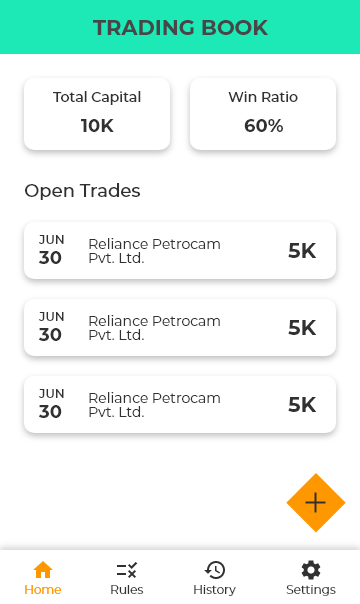 TRADING BOOK
Total Capital
10K
Win Ratio
60%
Open Trades
JUN
30
Reliance Petrocam
Pvt. Ltd.
5K
JUN
30
Reliance Petrocam
Pvt. Ltd.
5K
JUN
30
Reliance Petrocam
Pvt. Ltd.
5K
Home
Rules
History
Settings